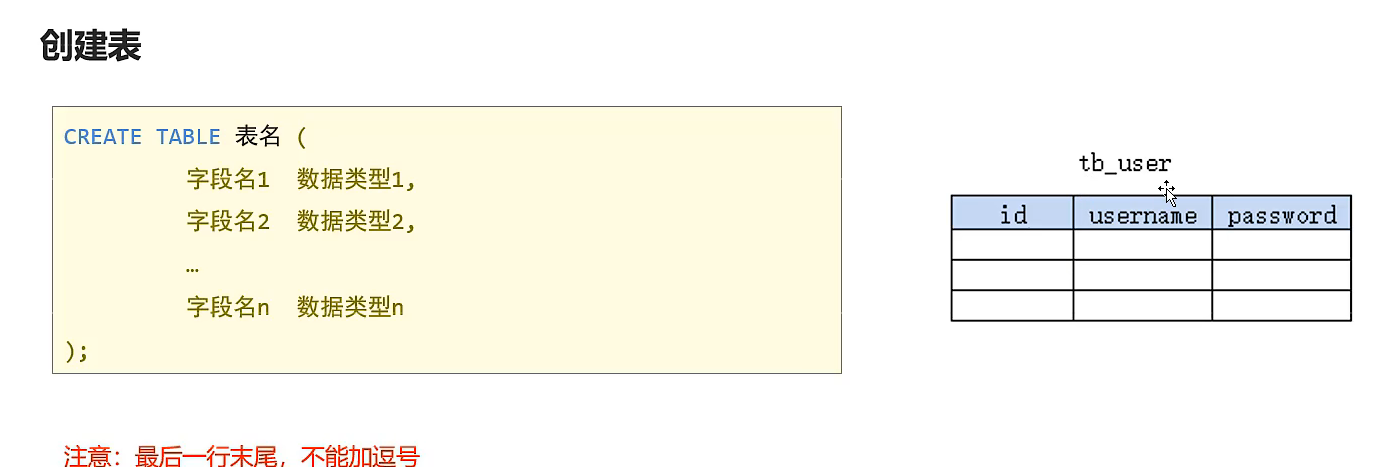 创建表
CREATE TABLE 表名 (
字段名1 数据类型1,
字段名2 数据类型2,
…
字段名n 数据类型n
);
注意：最后一行末尾，不能加逗号
tb_user
id username password